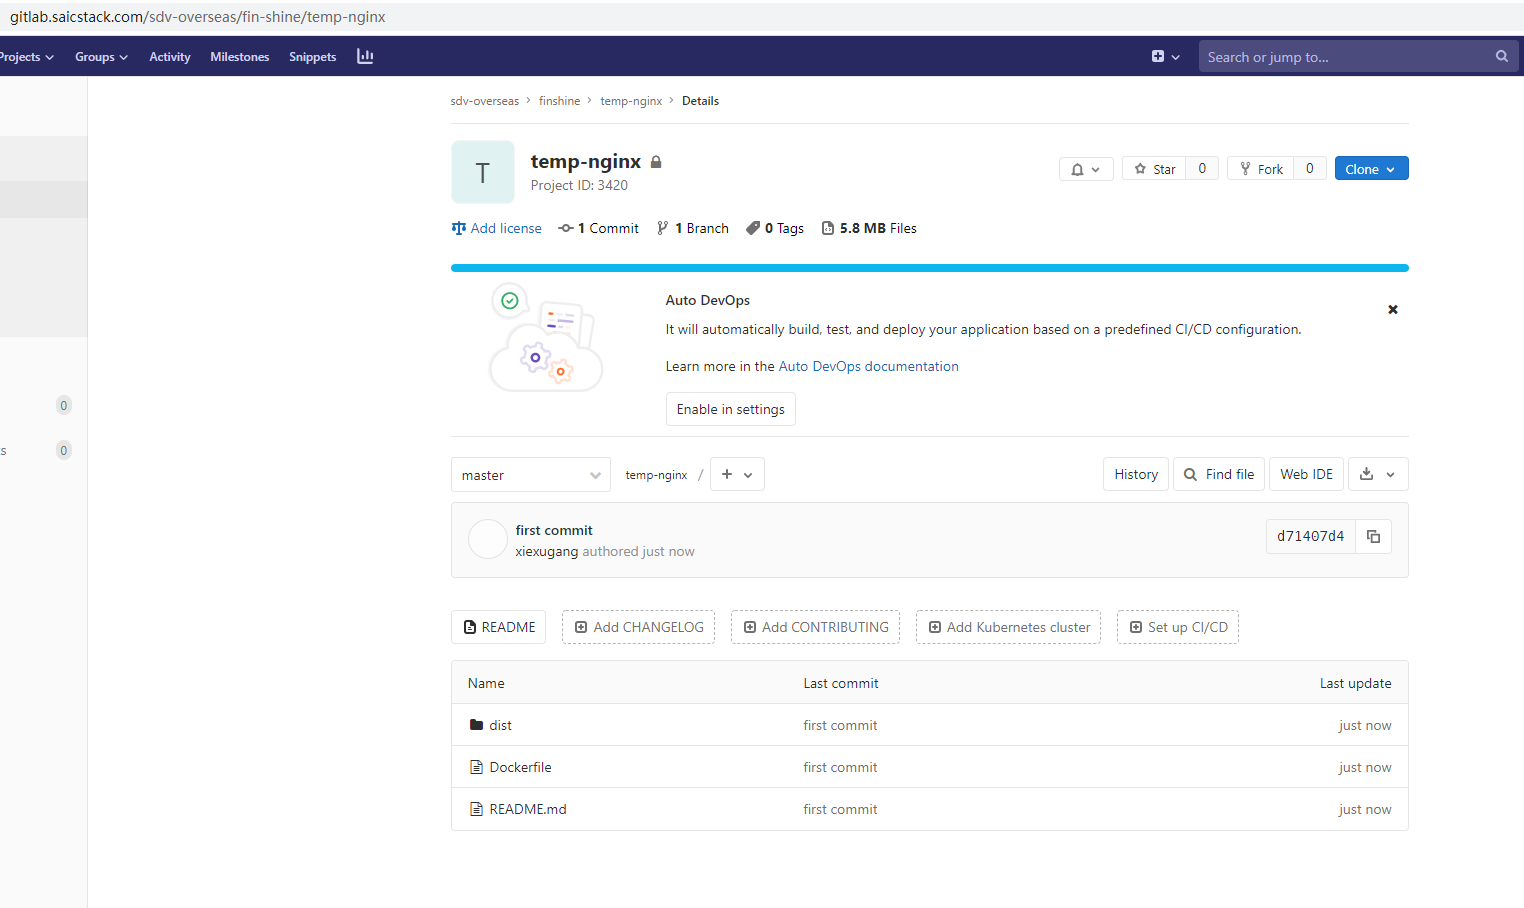 gitlab.saicstack.com/sdv-overseas/fin-shine/temp-nginx
Projects Groups Activity Milestones Snippets Search or jump to...
sdv-overseas > finshine > temp-nginx > Details
T temp-nginx
Project ID: 3420
Star 0 Fork 0 Clone
Add license 1 Commit 1 Branch 0 Tags 5.8 MB Files
Auto DevOps
It will automatically build, test, and deploy your application based on a predefined CI/CD configuration.
Learn more in the Auto DevOps documentation
Enable in settings
0
s 0
master temp-nginx / + History Find file Web IDE
first commit
xiexugang authored just now
d71407d4
README Add CHANGELOG Add CONTRIBUTING Add Kubernetes cluster Set up CI/CD
Name Last commit Last update
dist first commit just now
Dockerfile first commit just now
README.md first commit just now